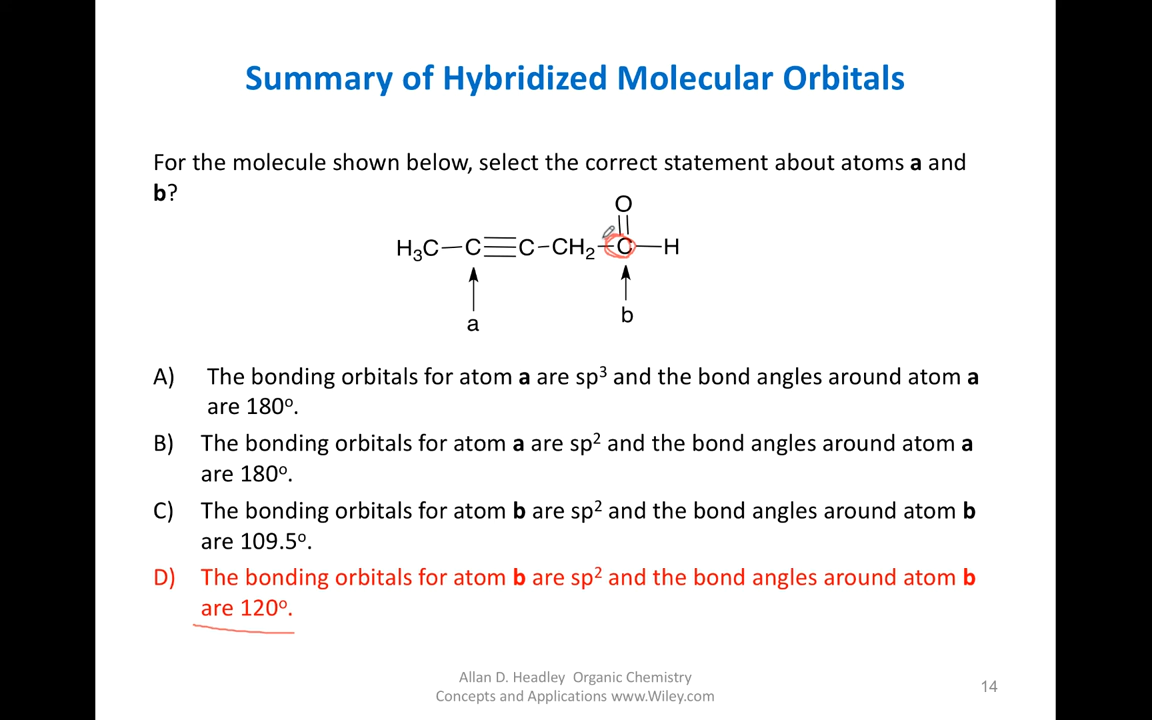 Summary of Hybridized Molecular Orbitals
For the molecule shown below, select the correct statement about atoms a and
b?
O
H₃C—C≡C-CH₂—C—H
a
b
A) The bonding orbitals for atom a are sp³ and the bond angles around atom a
are 180º.
B) The bonding orbitals for atom a are sp² and the bond angles around atom a
are 180º.
C) The bonding orbitals for atom b are sp² and the bond angles around atom b
are 109.5º.
D) The bonding orbitals for atom b are sp² and the bond angles around atom b
are 120º.
Allan D. Headley Organic Chemistry
Concepts and Applications www.Wiley.com
14